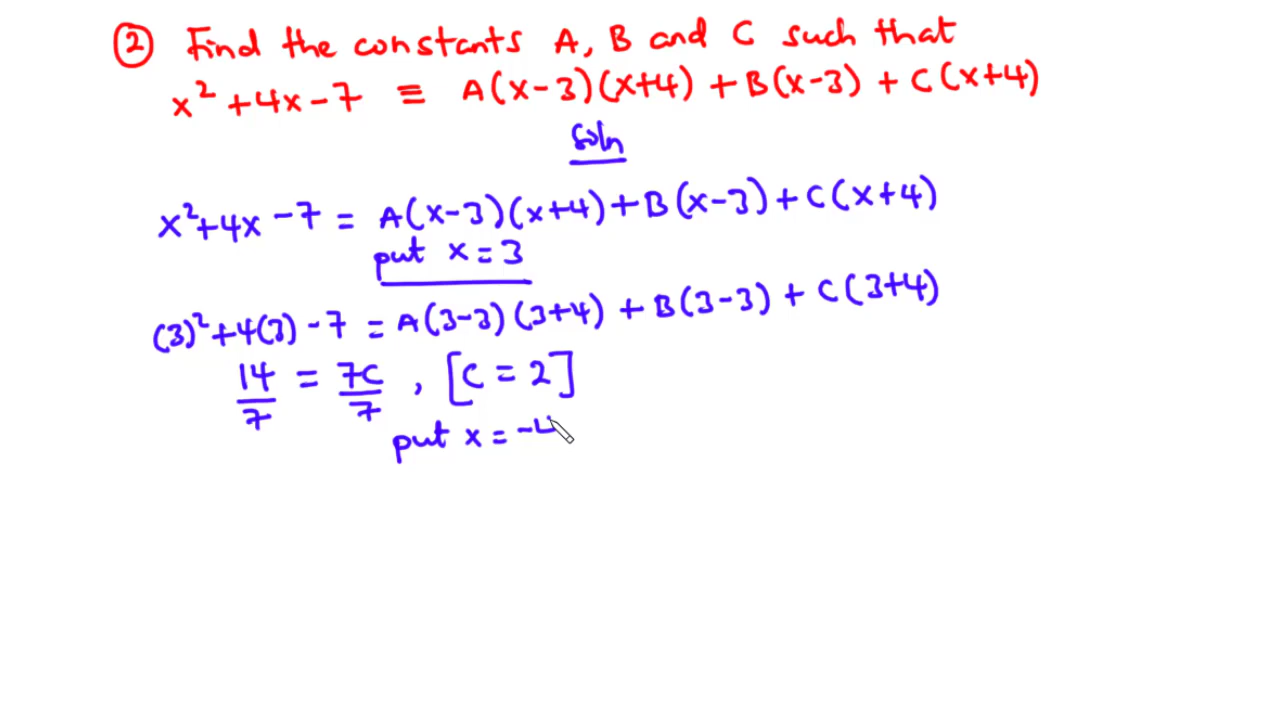 ② Find the constants A, B and C such that
x² + 4x - 7 ≡ A(x-3)(x+4) + B(x-3) + C(x+4)
soln
x² + 4x - 7 = A(x-3)(x+4) + B(x-3) + C(x+4)
put x = 3
(3)² + 4(3) - 7 = A(3-3)(3+4) + B(3-3) + C(3+4)
14/7 = 7C/7 , [C = 2]
put x = -4